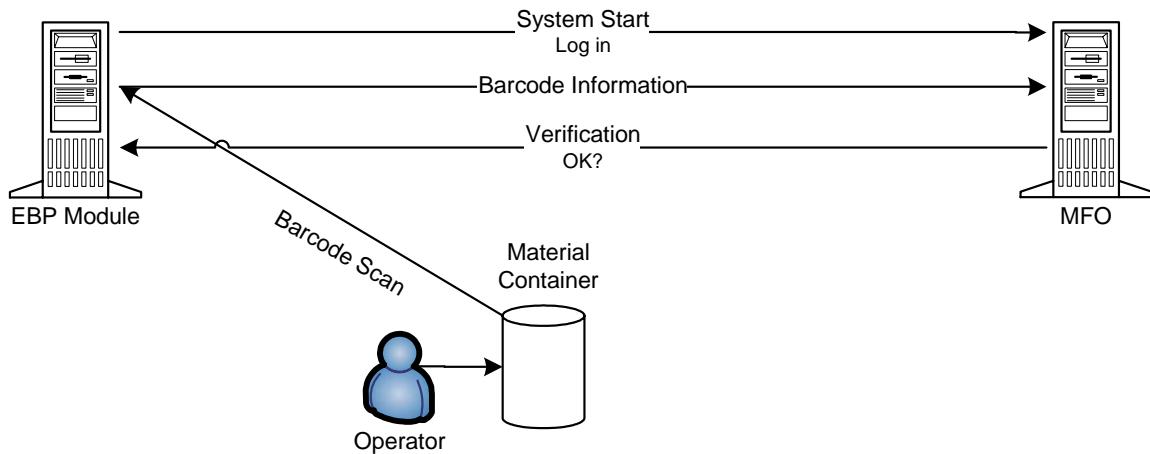 System Start
Log in
Barcode Information
Verification
OK?
EBP Module
MFO
Barcode Scan
Material
Container
Operator